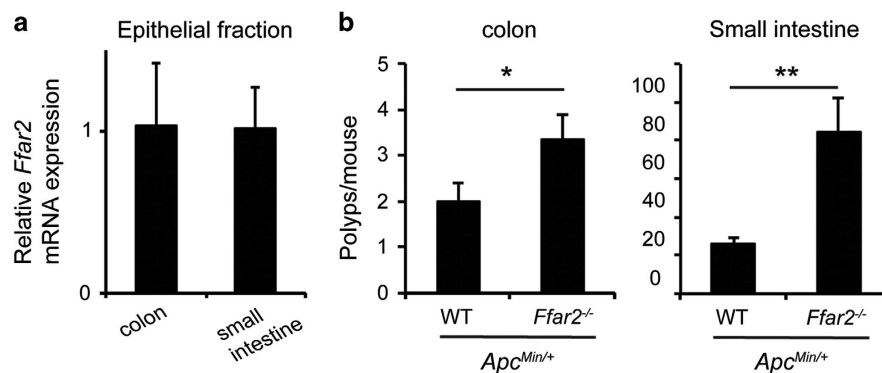 a
Epithelial fraction
Relative Ffar2
mRNA expression
1
0
colon
small
intestine
b
colon
*
Polyps/mouse
5
4
3
2
1
0
WT
Ffar2-/-
ApcMin/+
Small intestine
**
100
80
60
40
20
0
WT
Ffar2-/-
ApcMin/+